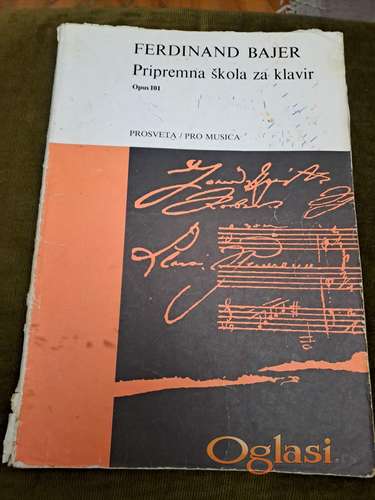 FERDINAND BAJER
Pripremna škola za klavir
Opus 101
PROSVETA / PRO MUSICA
Oglasi